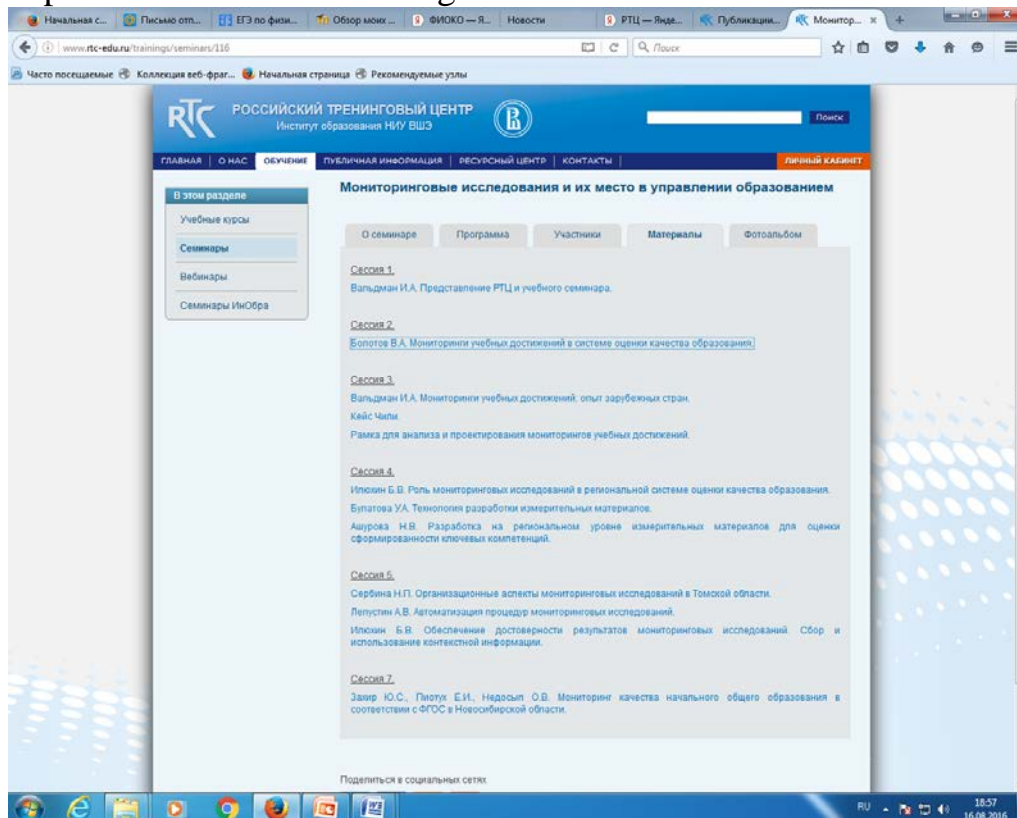 Начальная с...
Письмо отп...
ЕГЭ по физи...
Обзор моих ...
ФИОКО — Я...
Новости
РТЦ — Янде...
Публикации...
Монитор...
www.rtc-edu.ru/trainings/seminars/116
Поиск
Часто посещаемые
Коллекция веб-фраг...
Начальная страница
Рекомендуемые узлы
RTC
РОССИЙСКИЙ ТРЕНИНГОВЫЙ ЦЕНТР
Институт образования НИУ ВШЭ
Поиск
ГЛАВНАЯ | О НАС ОБУЧЕНИЕ ПУБЛИЧНАЯ ИНФОРМАЦИЯ | РЕСУРСНЫЙ ЦЕНТР | КОНТАКТЫ |
ЛИЧНЫЙ КАБИНЕТ
В этом разделе
Учебные курсы
Семинары
Вебинары
Семинары ИнОбра
Мониторинговые исследования и их место в управлении образованием
О семинаре
Программа
Участники
Материалы
Фотоальбом
Сессия 1.
Вальдман И.А. Представление РТЦ и учебного семинара.
Сессия 2.
Болотов В.А. Мониторинги учебных достижений в системе оценки качества образования.
Сессия 3.
Вальдман И.А. Мониторинги учебных достижений: опыт зарубежных стран.
Кейс Чили.
Рамка для анализа и проектирования мониторингов учебных достижений.
Сессия 4.
Илюхин Б.В. Роль мониторинговых исследований в региональной системе оценки качества образования.
Булатова У.А. Технология разработки измерительных материалов.
Ашурова Н.В. Разработка на региональном уровне измерительных материалов для оценки
сформированности ключевых компетенций.
Сессия 5.
Сербина Н.П. Организационные аспекты мониторинговых исследований в Томской области.
Лепустин А.В. Автоматизация процедур мониторинговых исследований.
Илюхин Б.В. Обеспечение достоверности результатов мониторинговых исследований. Сбор и
использование контекстной информации.
Сессия 7.
Захир Ю.С., Пиотух Е.И., Недосып О.В. Мониторинг качества начального общего образования в
соответствии с ФГОС в Новосибирской области.
Поделиться в социальных сетях
RU
18:57
16.08.2016